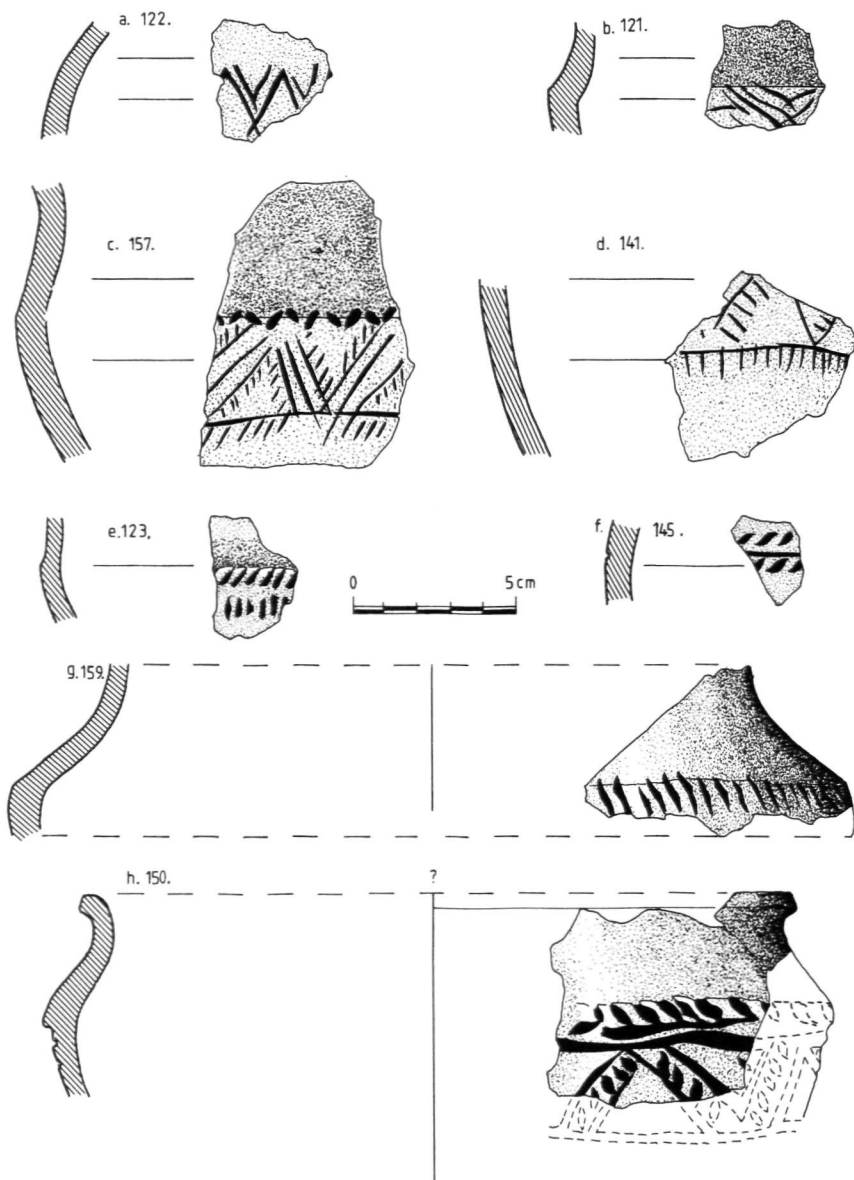 a. 122.
b. 121.
c. 157.
d. 141.
e. 123.
f. 145.
0 5 cm
g. 159.
h. 150.
?